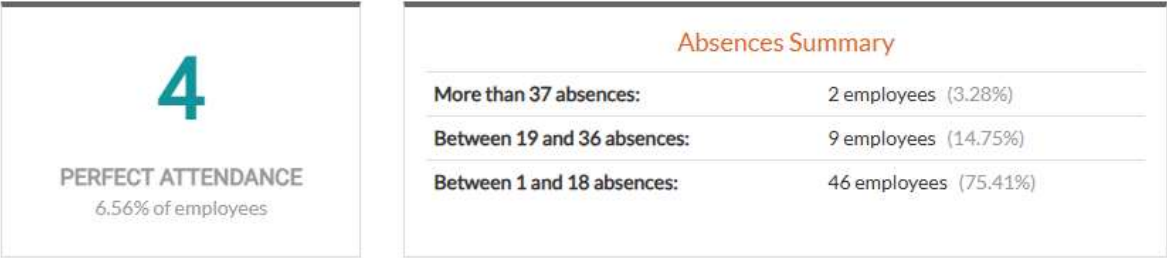 4
PERFECT ATTENDANCE
6.56% of employees
Absences Summary
More than 37 absences: 2 employees (3.28%)
Between 19 and 36 absences: 9 employees (14.75%)
Between 1 and 18 absences: 46 employees (75.41%)